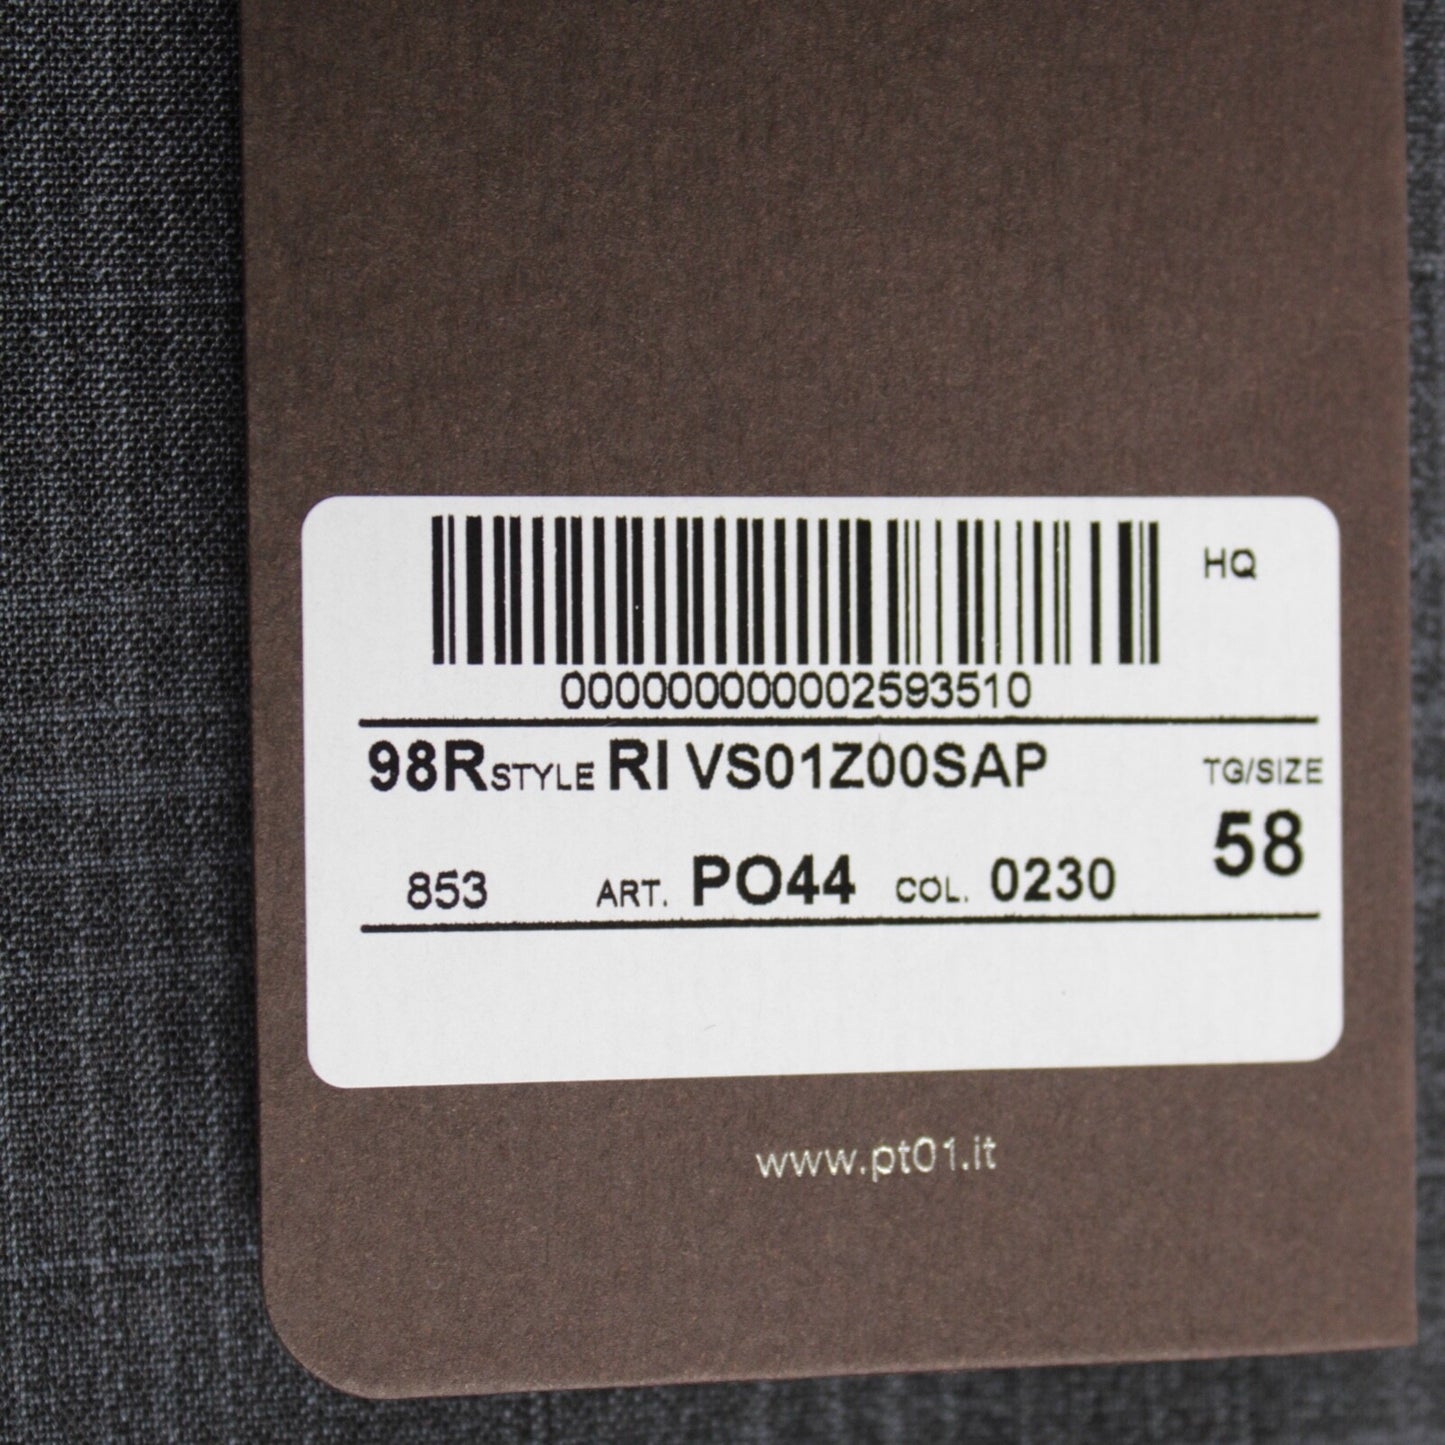 HQ
0000000000002593510
98R STYLE RI VS01Z00SAP
TG/SIZE
58
853 ART. PO44 COL. 0230
www.pt01.it